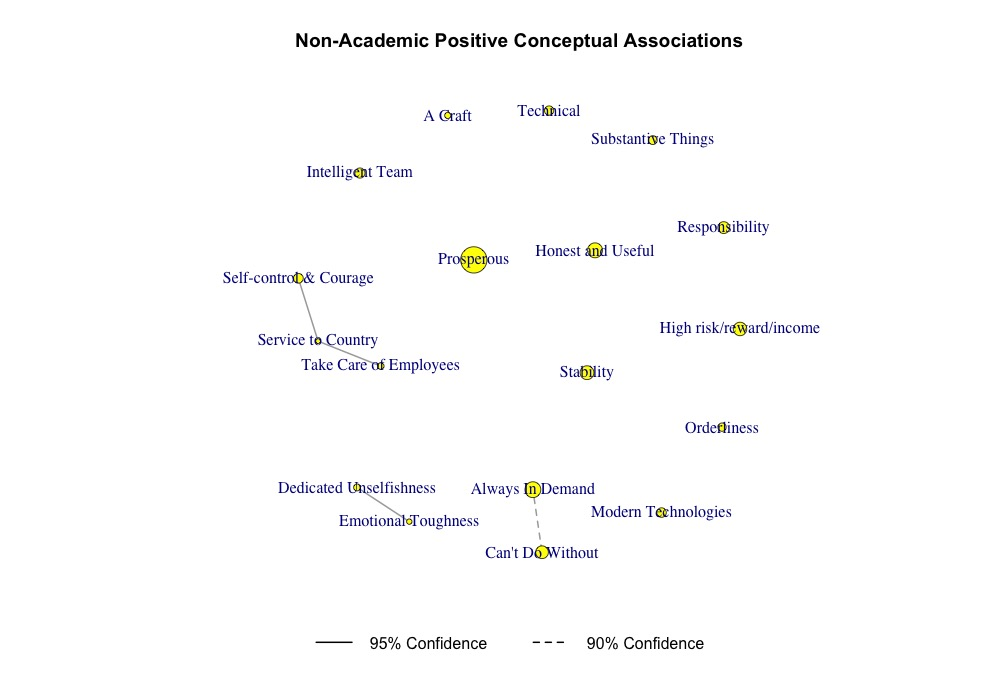 Non-Academic Positive Conceptual Associations
A Craft
Technical
Substantive Things
Intelligent Team
Responsibility
Honest and Useful
Prosperous
Self-control & Courage
High risk/reward/income
Service to Country
Take Care of Employees
Stability
Orderliness
Dedicated Unselfishness
Always In Demand
Modern Technologies
Emotional Toughness
Can't Do Without
95% Confidence
90% Confidence